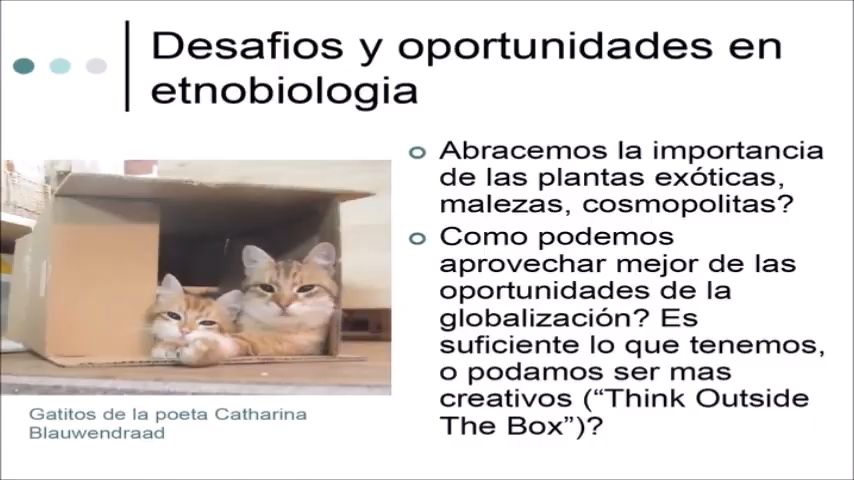 Desafios y oportunidades en
etnobiologia
Abracemos la importancia
de las plantas exóticas,
malezas, cosmopolitas?
Como podemos
aprovechar mejor de las
oportunidades de la
globalización? Es
suficiente lo que tenemos,
o podamos ser mas
creativos (“Think Outside
The Box”)?
Gatitos de la poeta Catharina
Blauwendraad